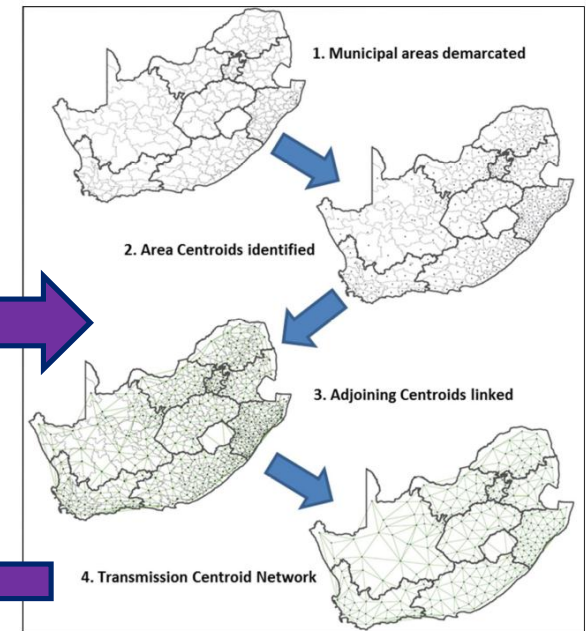 1. Municipal areas demarcated
2. Area Centroids identified
3. Adjoining Centroids linked
4. Transmission Centroid Network